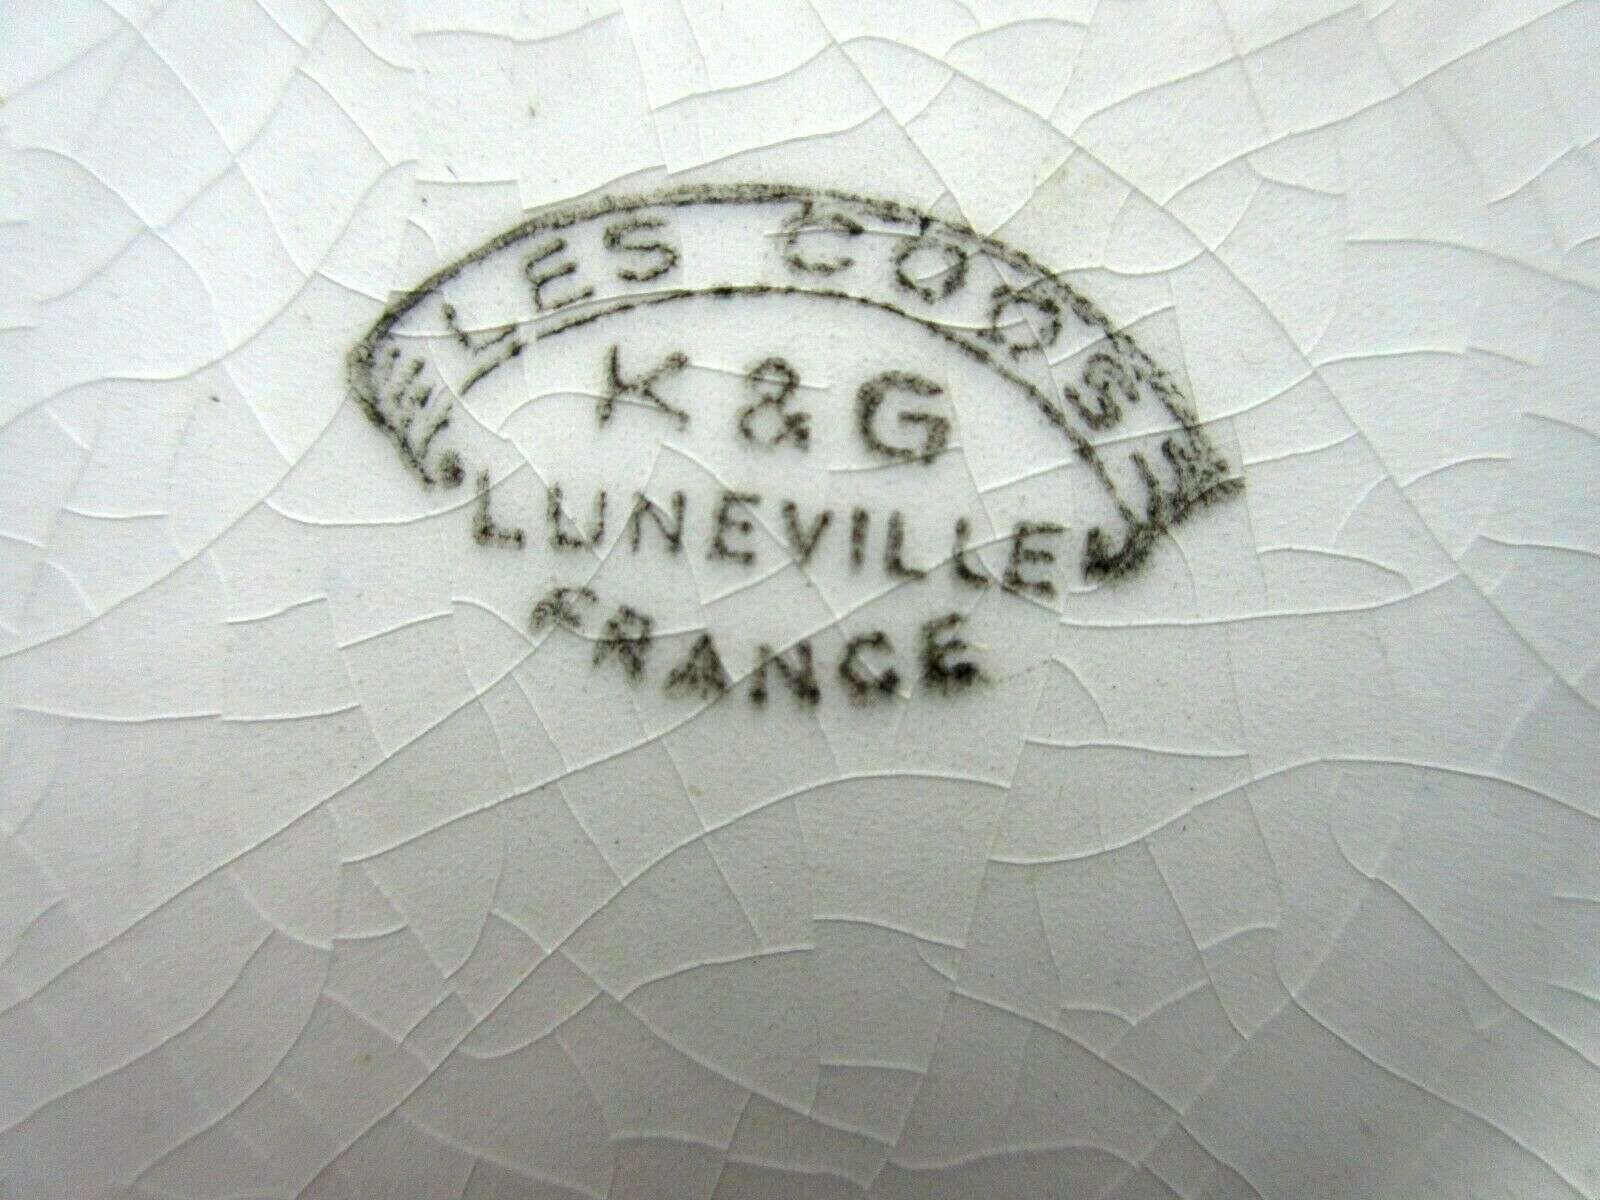 LES COQS
K & G
LUNEVILLE
FRANCE